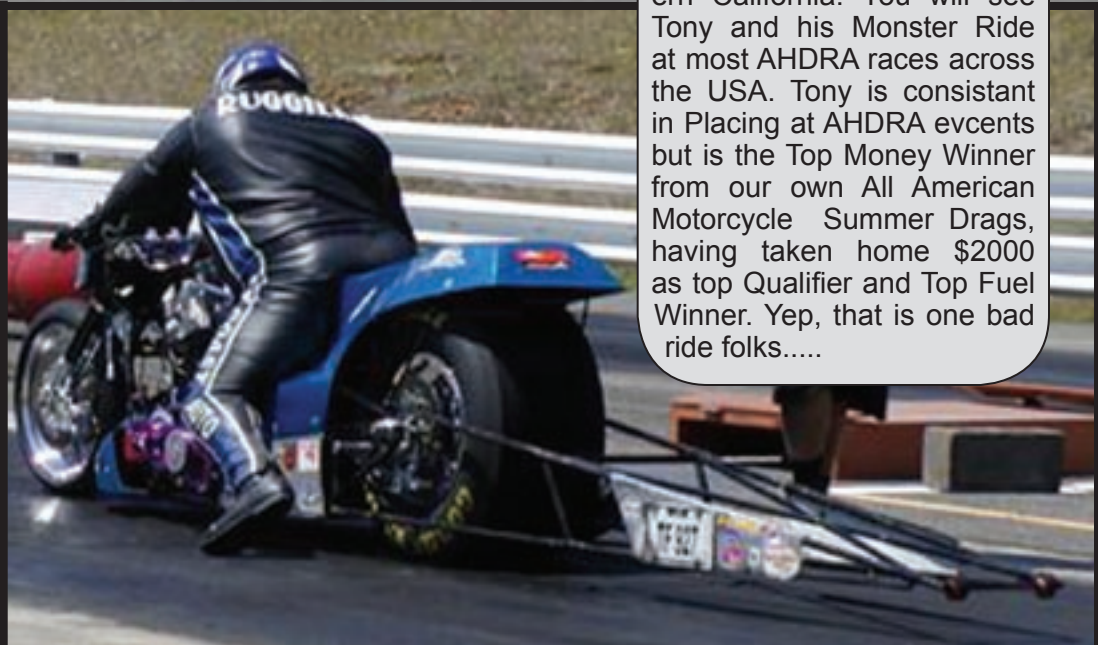 ern California. You will see
Tony and his Monster Ride
at most AHDRA races across
the USA. Tony is consistant
in Placing at AHDRA evcents
but is the Top Money Winner
from our own All American
Motorcycle Summer Drags,
having taken home $2000
as top Qualifier and Top Fuel
Winner. Yep, that is one bad
ride folks.....